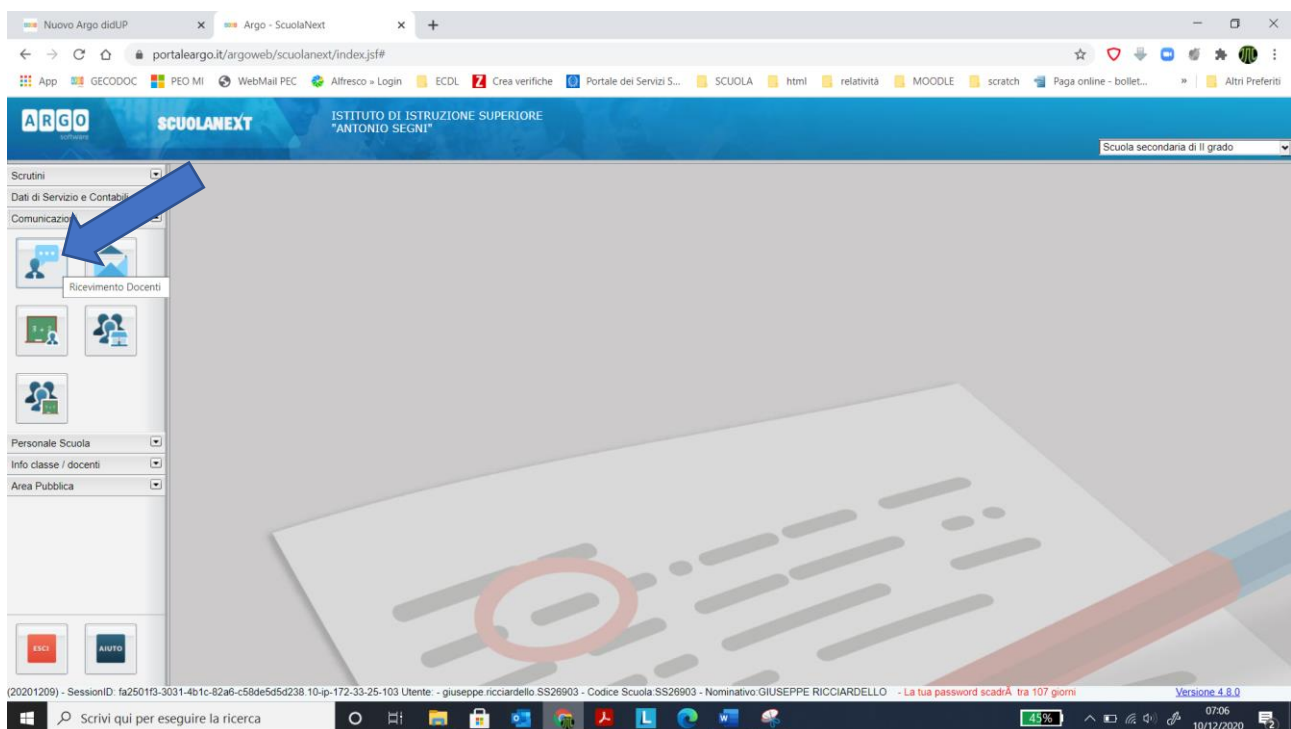 Nuovo Argo didUP
Argo - ScuolaNext
portaleargo.it/argoweb/scuolanext/index.jsf#
App GECODOC PEO MI WebMail PEC Alfresco » Login ECDL Crea verifiche Portale dei Servizi S... SCUOLA html relatività MOODLE scratch Paga online - bollet... » Altri Preferiti
ARGO
software
SCUOLANEXT
ISTITUTO DI ISTRUZIONE SUPERIORE
"ANTONIO SEGNI"
Scuola secondaria di II grado
Scrutini
Dati di Servizio e Contabili
Comunicazio
Ricevimento Docenti
Personale Scuola
Info classe / docenti
Area Pubblica
ESCI AIUTO
(20201209) - SessionID: fa2501f3-3031-4b1c-82a6-c58de5d5d238.10-ip-172-33-25-103 Utente: - giuseppe.ricciardello.SS26903 - Codice Scuola:SS26903 - Nominativo:GIUSEPPE RICCIARDELLO - La tua password scadrÃ tra 107 giorni Versione 4.8.0
Scrivi qui per eseguire la ricerca
45%
07:06
10/12/2020
2